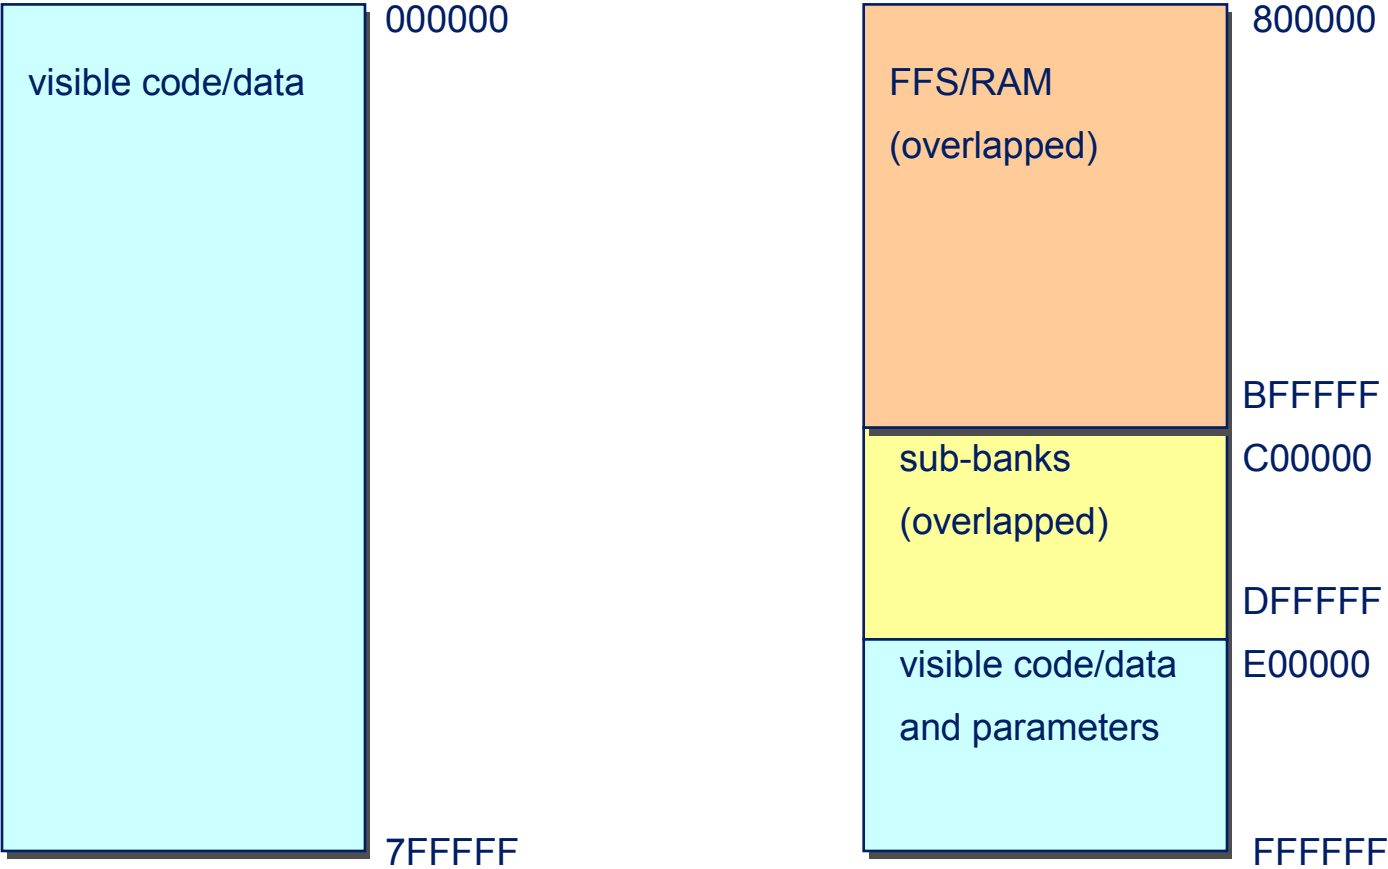 000000
visible code/data
7FFFFF
800000
FFS/RAM
(overlapped)
BFFFFF
sub-banks
C00000
(overlapped)
DFFFFF
visible code/data
E00000
and parameters
FFFFFF